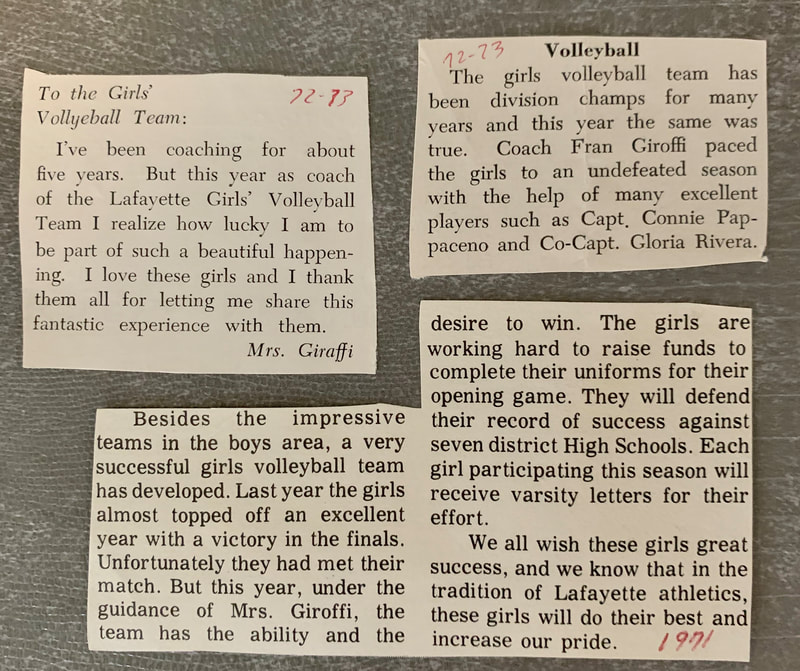 To the Girls'
72-73
Vollyeball Team:
I've been coaching for about
five years. But this year as coach
of the Lafayette Girls' Volleyball
Team I realize how lucky I am to
be part of such a beautiful happen-
ing. I love these girls and I thank
them all for letting me share this
fantastic experience with them.
Mrs. Giraffi
72-73
Volleyball
The girls volleyball team has
been division champs for many
years and this year the same was
true. Coach Fran Giroffi paced
the girls to an undefeated season
with the help of many excellent
players such as Capt. Connie Pap-
paceno and Co-Capt. Gloria Rivera.
Besides the impressive
teams in the boys area, a very
successful girls volleyball team
has developed. Last year the girls
almost topped off an excellent
year with a victory in the finals.
Unfortunately they had met their
match. But this year, under the
guidance of Mrs. Giroffi, the
team has the ability and the
desire to win. The girls are
working hard to raise funds to
complete their uniforms for their
opening game. They will defend
their record of success against
seven district High Schools. Each
girl participating this season will
receive varsity letters for their
effort.
We all wish these girls great
success, and we know that in the
tradition of Lafayette athletics,
these girls will do their best and
increase our pride.
1971